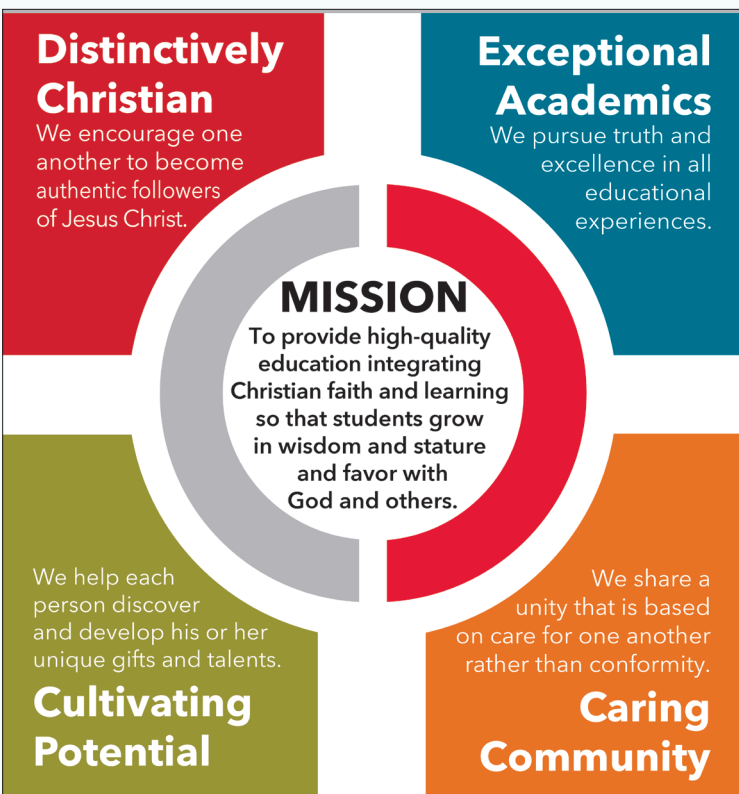 Distinctively
Christian
We encourage one
another to become
authentic followers
of Jesus Christ.
Exceptional
Academics
We pursue truth and
excellence in all
educational
experiences.
MISSION
To provide high-quality
education integrating
Christian faith and learning
so that students grow
in wisdom and stature
and favor with
God and others.
We help each
person discover
and develop his or her
unique gifts and talents.
Cultivating
Potential
We share a
unity that is based
on care for one another
rather than conformity.
Caring
Community